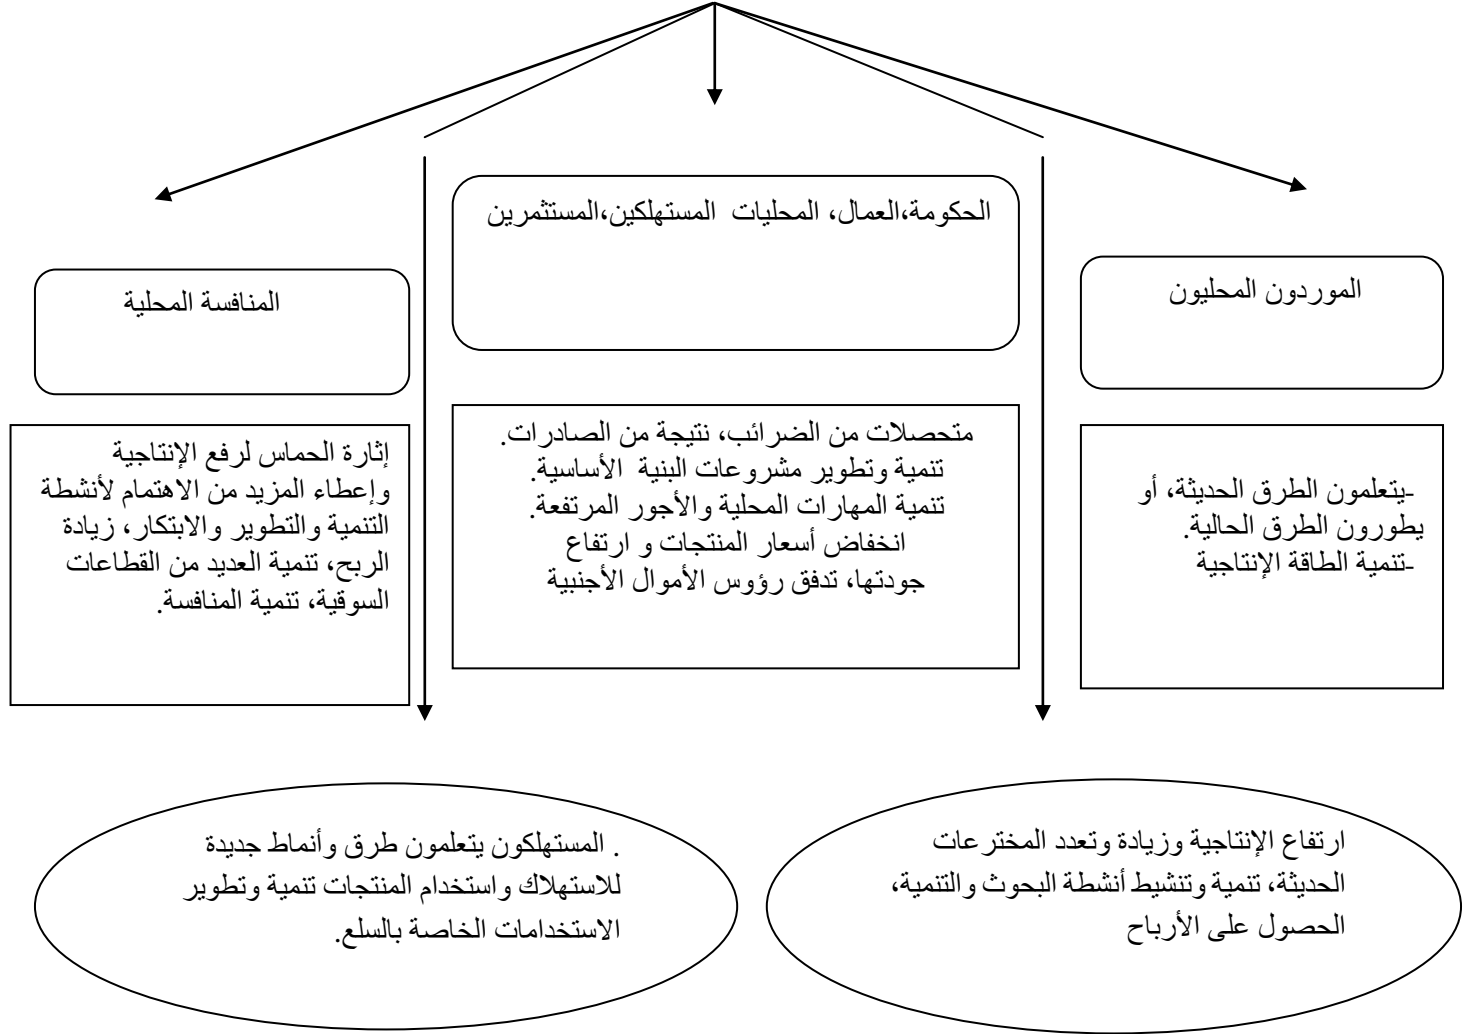 الحكومة،العمال، المحليات المستهلكين،المستثمرين
الموردون المحليون
المنافسة المحلية
-يتعلمون الطرق الحديثة، أو
يطورون الطرق الحالية.
-تنمية الطاقة الإنتاجية
متحصلات من الضرائب، نتيجة من الصادرات.
تنمية وتطوير مشروعات البنية الأساسية.
تنمية المهارات المحلية والأجور المرتفعة.
انخفاض أسعار المنتجات و ارتفاع
جودتها، تدفق رؤوس الأموال الأجنبية
إثارة الحماس لرفع الإنتاجية
وإعطاء المزيد من الاهتمام لأنشطة
التنمية والتطوير والابتكار، زيادة
الربح، تنمية العديد من القطاعات
السوقية، تنمية المنافسة.
ارتفاع الإنتاجية وزيادة وتعدد المخترعات
الحديثة، تنمية وتنشيط أنشطة البحوث والتنمية،
الحصول على الأرباح
. المستهلكون يتعلمون طرق وأنماط جديدة
للاستهلاك واستخدام المنتجات تنمية وتطوير
الاستخدامات الخاصة بالسلع.